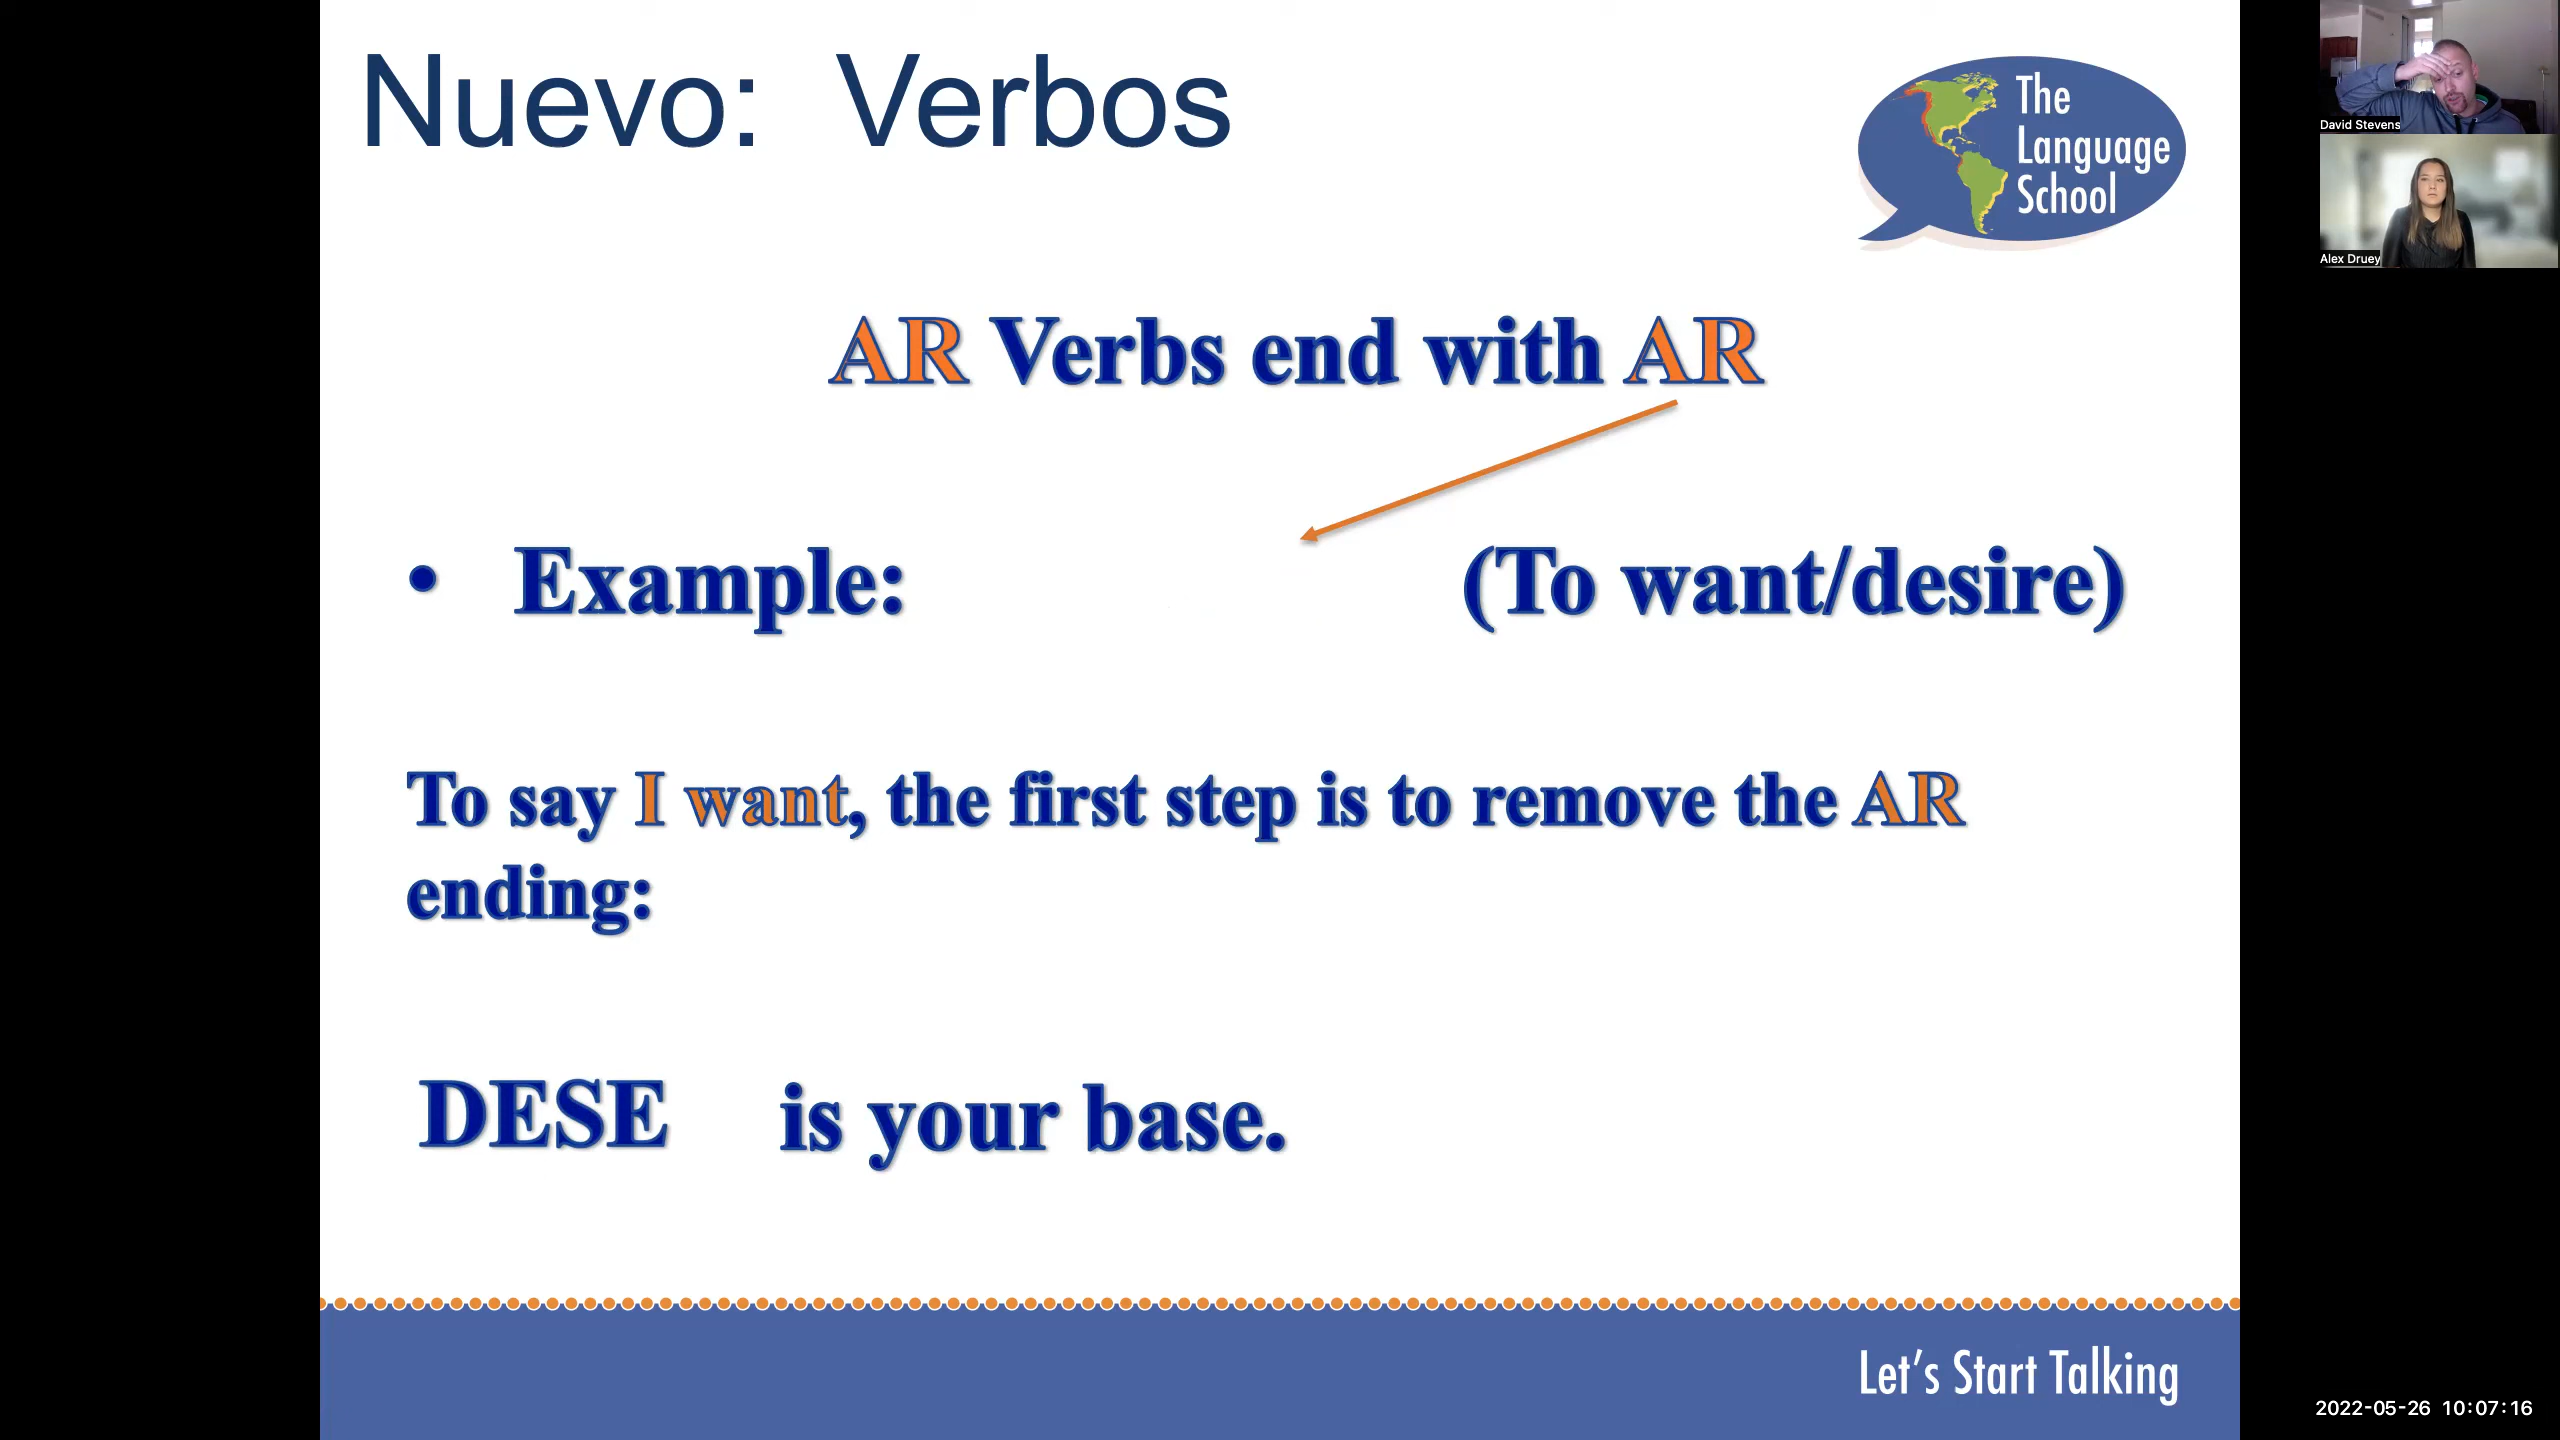 Nuevo: Verbos
The
Language
School
AR Verbs end with AR
• Example: (To want/desire)
To say I want, the first step is to remove the AR
ending:
DESE is your base.
Let's Start Talking
David Stevens
Alex Druey
2022-05-26 10:07:16